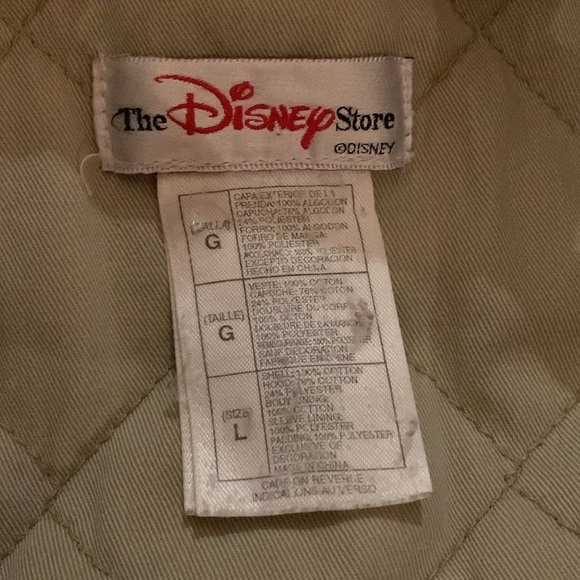 The Disney Store
©DISNEY
(TALLA)
G
CAPA EXTERIOR DE LA
PRENDA: 100% ALGODON
CAPUCHA: 76% ALGODON
24% POLIESTER
FORRO: 100% ALGODON
FORRO DE MANGA:
100% POLIESTER
ACOLCHADO: 100% POLIESTER
EXCEPTO DECORACION
HECHO EN CHINA
(TAILLE)
G
VESTE: 100% COTON
CAPUCHE: 76% COTON
24% POLYESTER
DOUBLURE DU CORPS:
100% COTON
DOUBLURE DE LA MANCHE
100% POLYESTER
REMBOURRAGE: 100% POLYESTER
SAUF DECORATION
FABRIQUE EN CHINE
(SIZE)
L
SHELL: 100% COTTON
HOOD: 76% COTTON
24% POLYESTER
BODY LINING:
100% COTTON
SLEEVE LINING:
100% POLYESTER
PADDING: 100% POLYESTER
EXCLUSIVE OF
DECORATION
MADE IN CHINA
CARE ON REVERSE
INDICATIONS AU VERSO